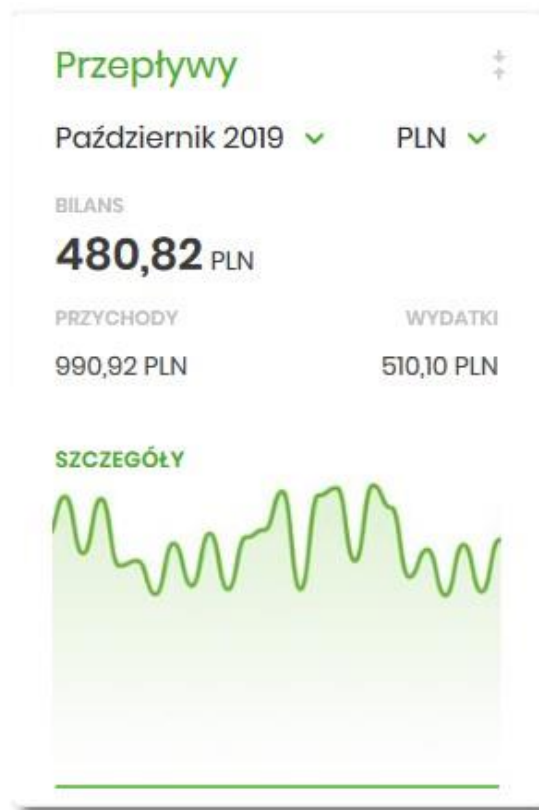 Przepływy
Październik 2019 PLN
BILANS
480,82 PLN
PRZYCHODY WYDATKI
990,92 PLN 510,10 PLN
SZCZEGÓŁY